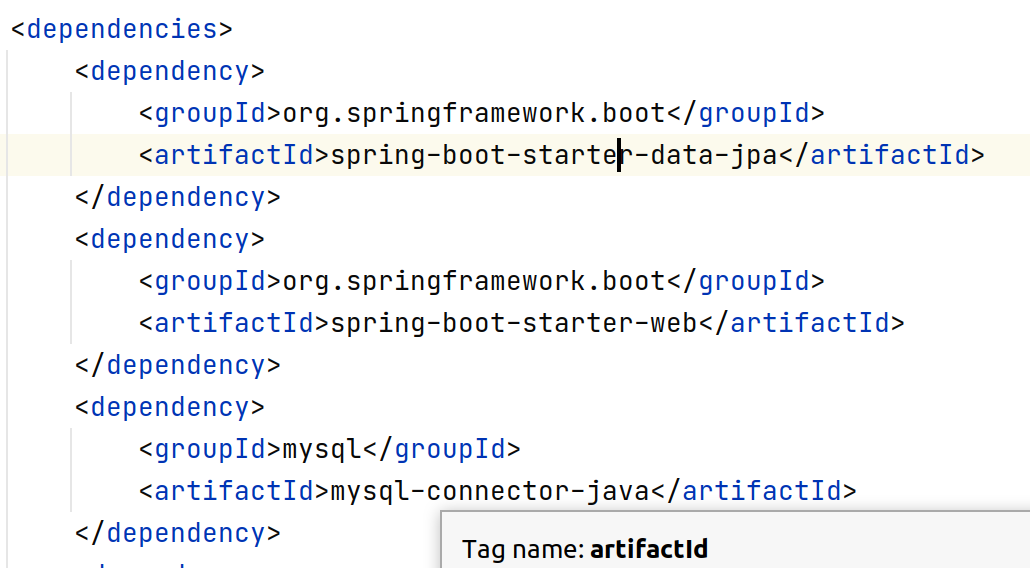 <dependencies>
    <dependency>
        <groupId>org.springframework.boot</groupId>
        <artifactId>spring-boot-starter-data-jpa</artifactId>
    </dependency>
    <dependency>
        <groupId>org.springframework.boot</groupId>
        <artifactId>spring-boot-starter-web</artifactId>
    </dependency>
    <dependency>
        <groupId>mysql</groupId>
        <artifactId>mysql-connector-java</artifactId>
    </dependency>
Tag name: artifactId